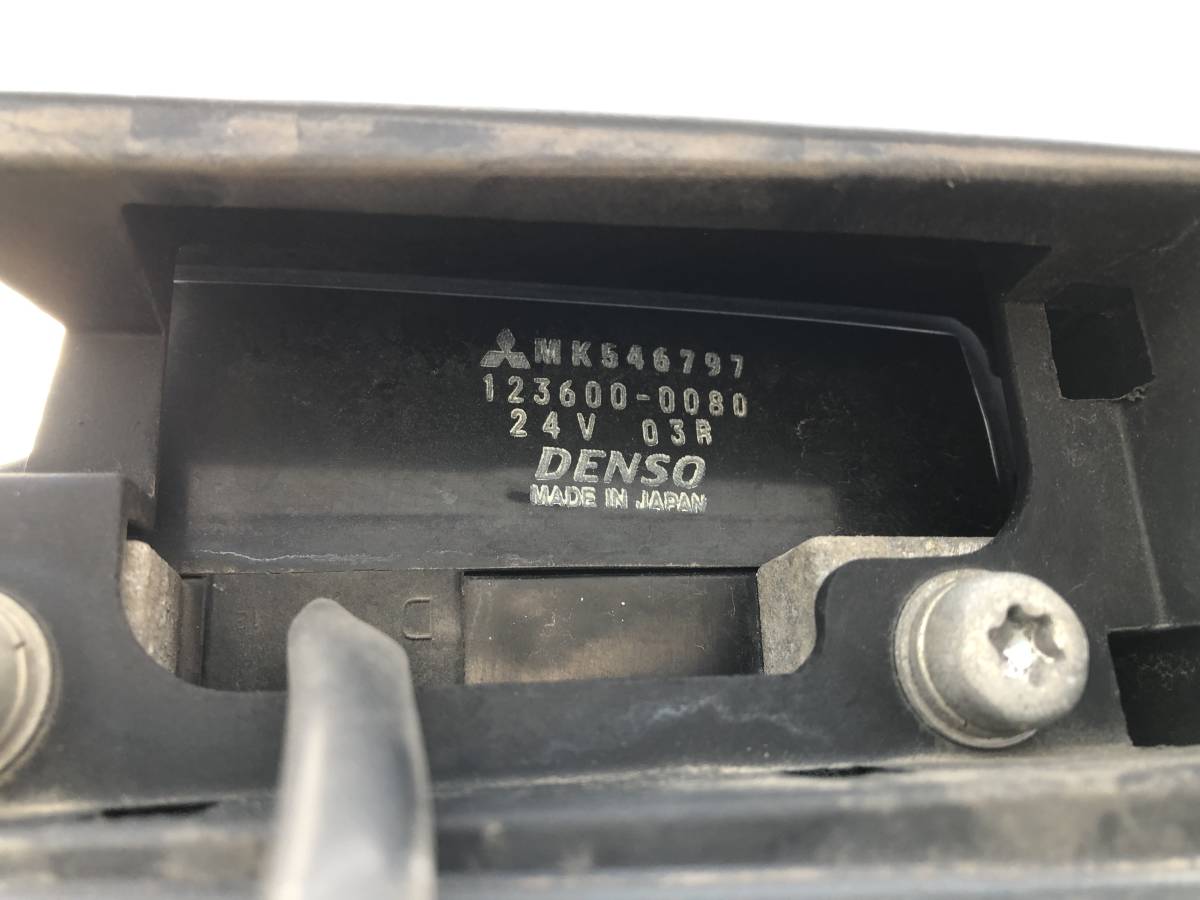 MK546797
123600-0080
24V 03R
DENSO
MADE IN JAPAN
D